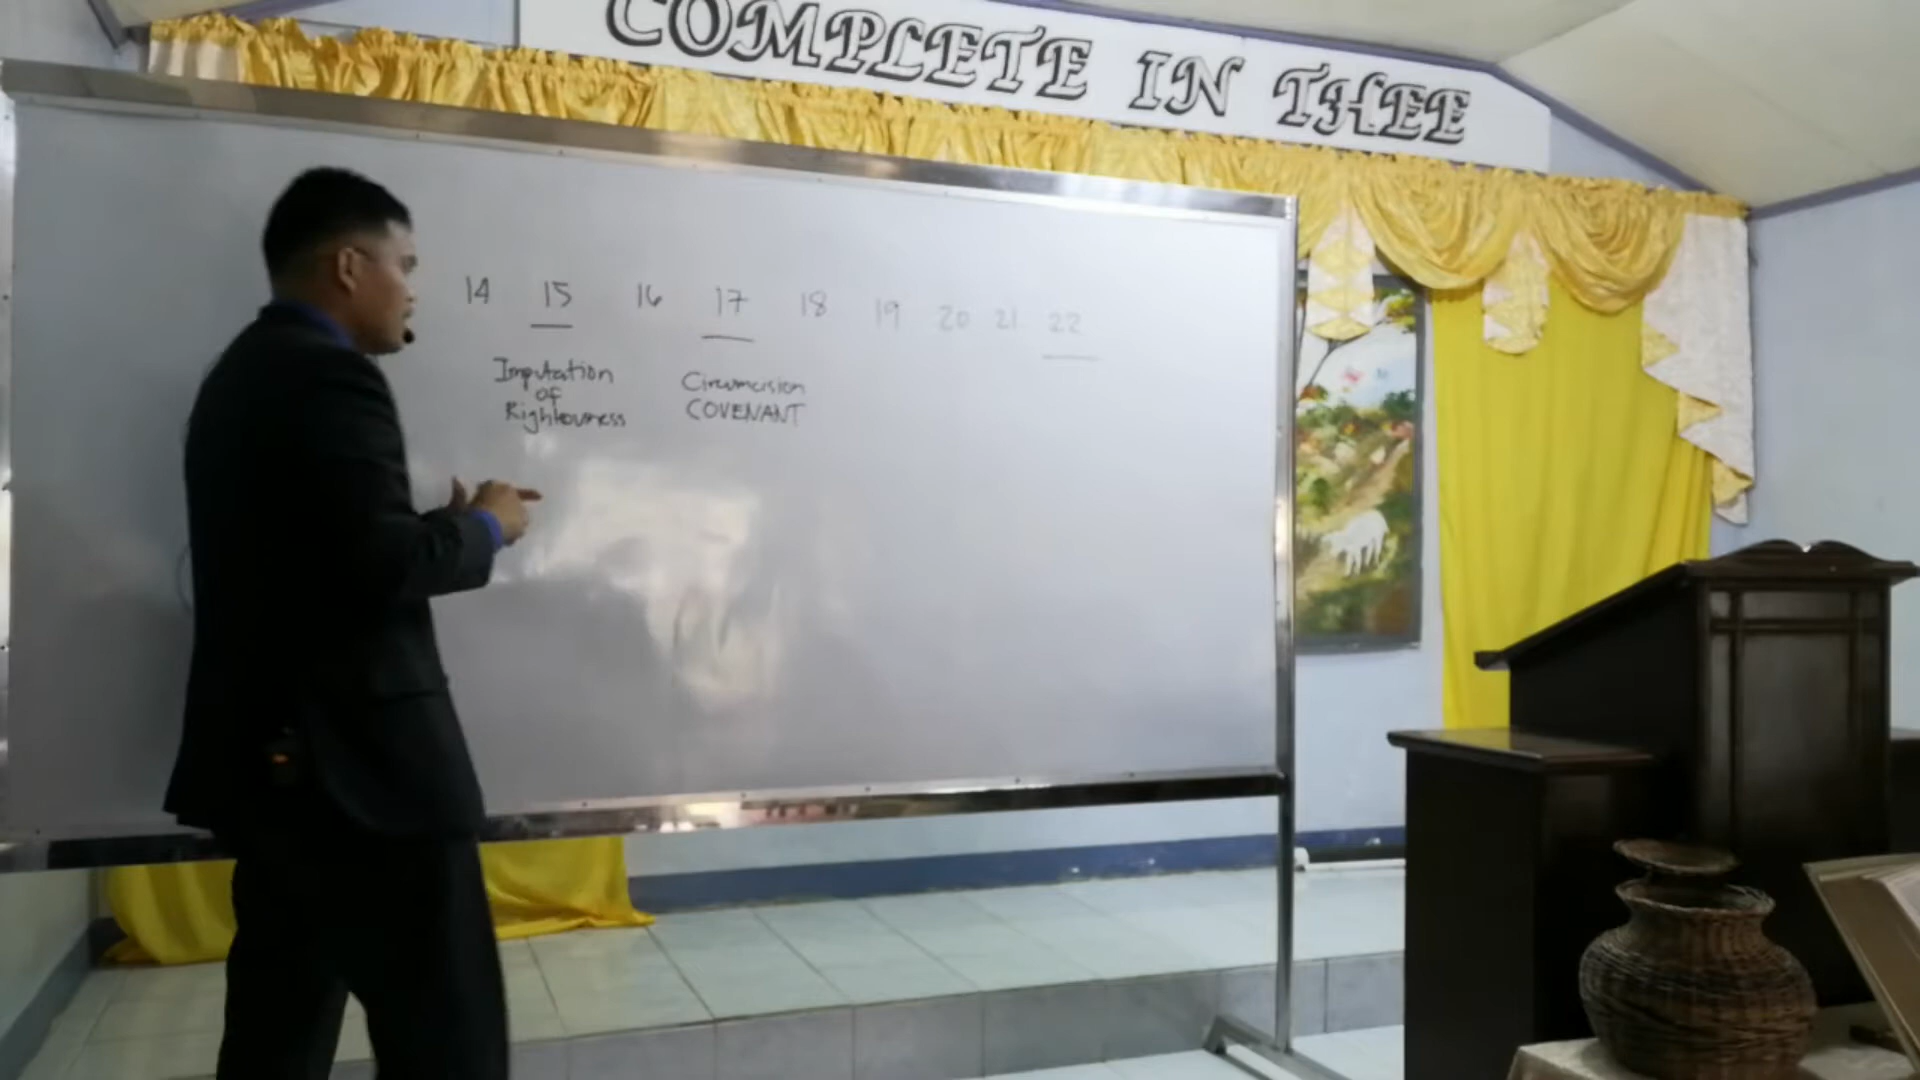 COMPLETE IN THEE
14 15 16 17 18 19 20 21 22
Imputation
of
Righteousness
Circumcision
COVENANT